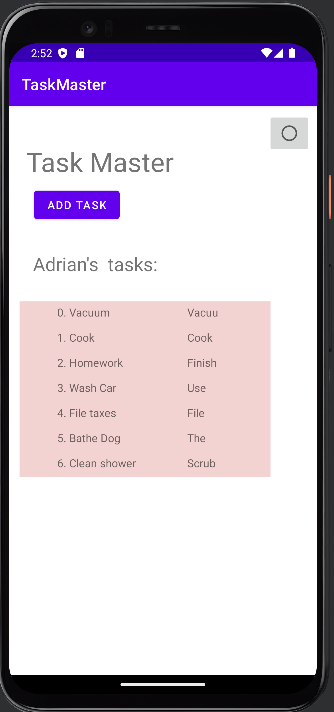 2:52
TaskMaster
Task Master
ADD TASK
Adrian's tasks:
0. Vacuum Vacuu
1. Cook Cook
2. Homework Finish
3. Wash Car Use
4. File taxes File
5. Bathe Dog The
6. Clean shower Scrub